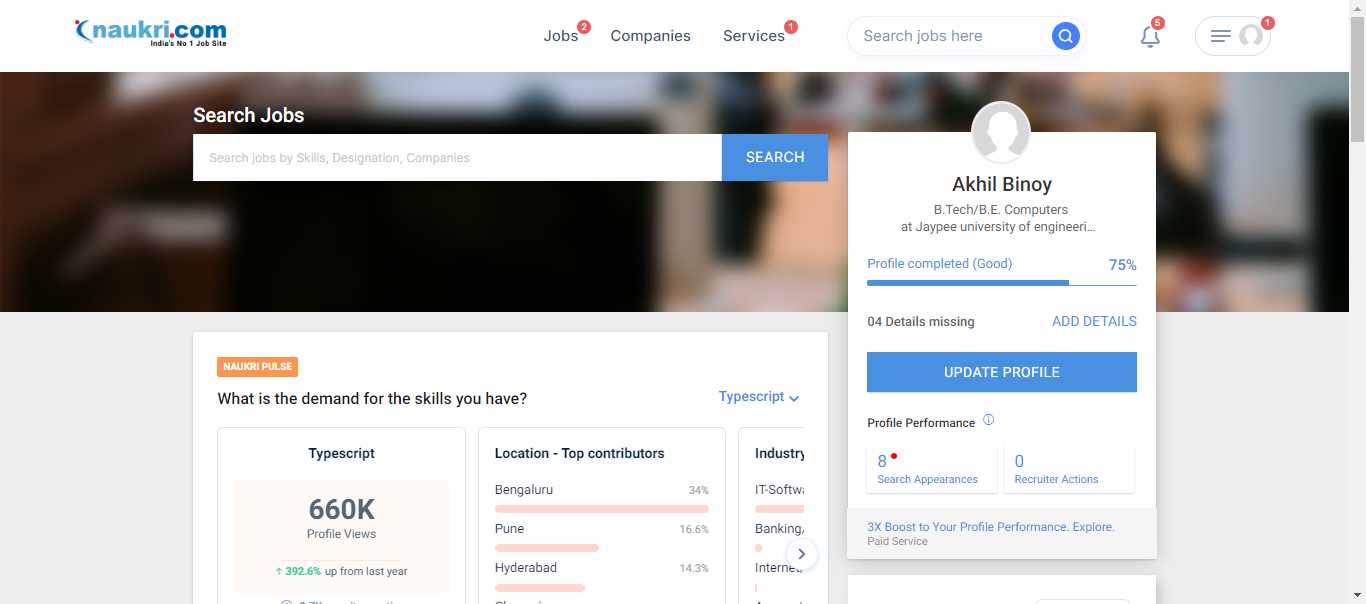 naukri.com
India's No 1 Job Site
Jobs 2
Companies
Services 1
Search jobs here
5
1
Search Jobs
Search jobs by Skills, Designation, Companies
SEARCH
Akhil Binoy
B.Tech/B.E. Computers
at Jaypee university of engineeri...
Profile completed (Good) 75%
04 Details missing ADD DETAILS
UPDATE PROFILE
Profile Performance
8
Search Appearances
0
Recruiter Actions
3X Boost to Your Profile Performance. Explore.
Paid Service
NAUKRI PULSE
What is the demand for the skills you have?
Typescript
Typescript
660K
Profile Views
↑ 392.6% up from last year
Location - Top contributors
Bengaluru 34%
Pune 16.6%
Hyderabad 14.3%
Industry
IT-Softwa
Banking/
Internet/